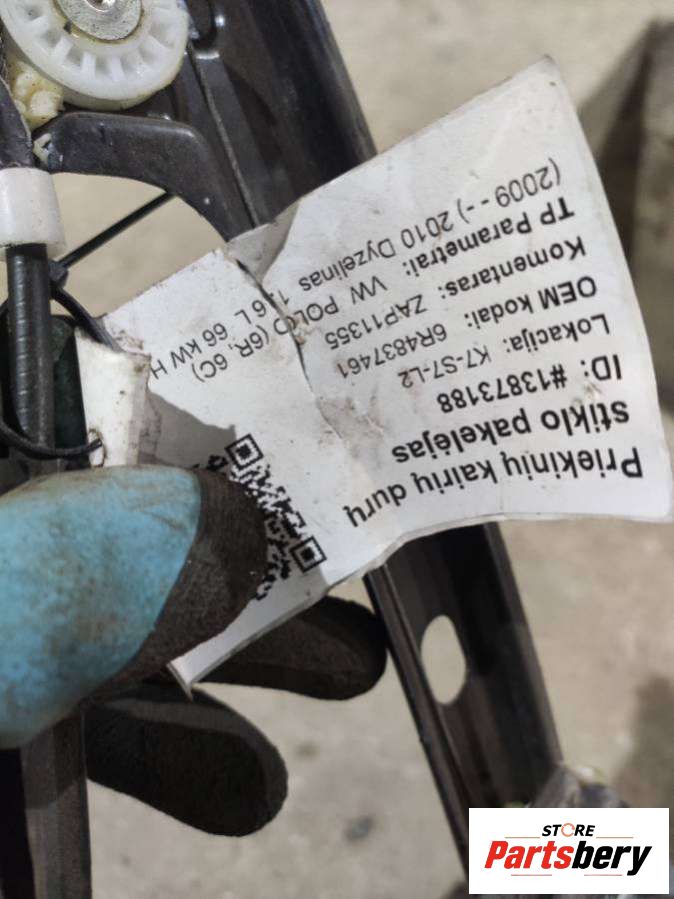 Priekinių kairių durų
stiklo pakelėjas
ID: #13873188
Lokacija: K7-S7-L2
OEM kodai: 6R4837461
Komentaras: ZAP11355
TP Parametrai: VW POLO (6R, 6C)
(2009 - -) 2010 Dyzelinas 1.6 L 66 kW H
STORE
Partsbery